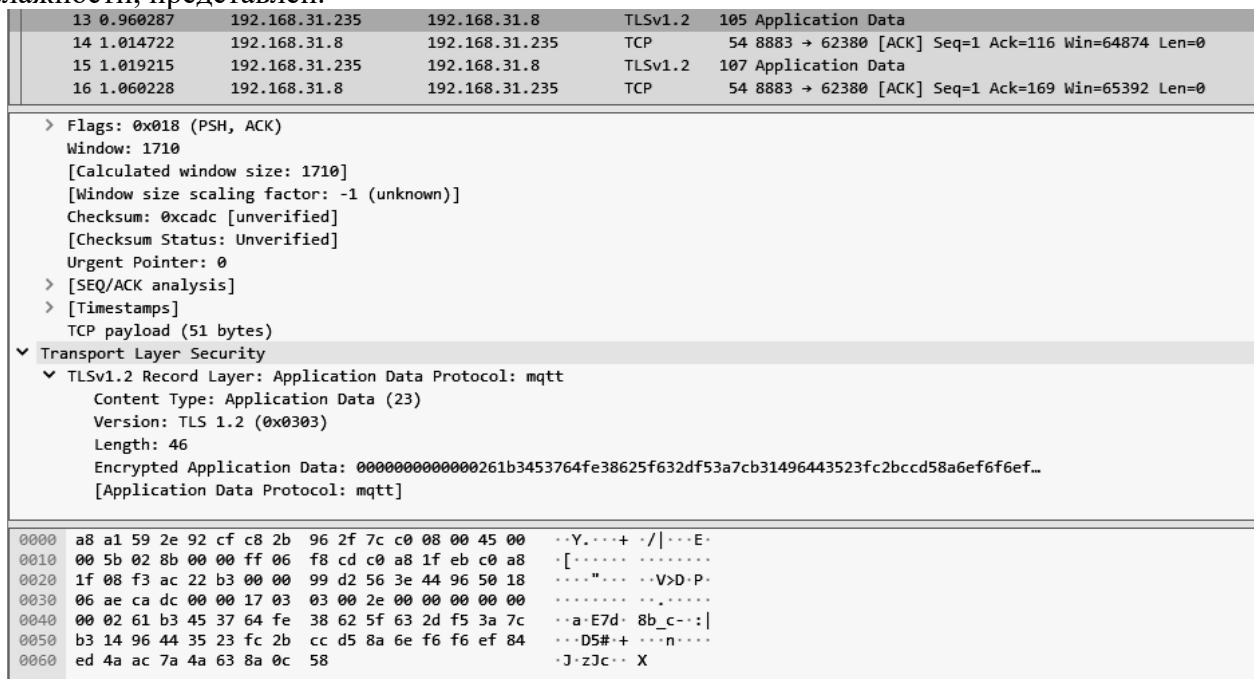 представлен.
13 0.960287 192.168.31.235 192.168.31.8 TLSv1.2 105 Application Data
14 1.014722 192.168.31.8 192.168.31.235 TCP 54 8883 → 62380 [ACK] Seq=1 Ack=116 Win=64874 Len=0
15 1.019215 192.168.31.235 192.168.31.8 TLSv1.2 107 Application Data
16 1.060228 192.168.31.8 192.168.31.235 TCP 54 8883 → 62380 [ACK] Seq=1 Ack=169 Win=65392 Len=0
> Flags: 0x018 (PSH, ACK)
Window: 1710
[Calculated window size: 1710]
[Window size scaling factor: -1 (unknown)]
Checksum: 0xcadc [unverified]
[Checksum Status: Unverified]
Urgent Pointer: 0
> [SEQ/ACK analysis]
> [Timestamps]
TCP payload (51 bytes)
Transport Layer Security
TLSv1.2 Record Layer: Application Data Protocol: mqtt
Content Type: Application Data (23)
Version: TLS 1.2 (0x0303)
Length: 46
Encrypted Application Data: 00000000000000261b3453764fe38625f632df53a7cb31496443523fc2bccd58a6ef6f6ef…
[Application Data Protocol: mqtt]
0000 a8 a1 59 2e 92 cf c8 2b 96 2f 7c c0 08 00 45 00 ··Y.···+ ·/|···E·
0010 00 5b 02 8b 00 00 ff 06 f8 cd c0 a8 1f eb c0 a8 ·[······ ········
0020 1f 08 f3 ac 22 b3 00 00 99 d2 56 3e 44 96 50 18 ····"··· ··V>D·P·
0030 06 ae ca dc 00 00 17 03 03 00 2e 00 00 00 00 00 ········ ··.·····
0040 00 02 61 b3 45 37 64 fe 38 62 5f 63 2d f5 3a 7c ··a·E7d· 8b_c-·:|
0050 b3 14 96 44 35 23 fc 2b cc d5 8a 6e f6 f6 ef 84 ···D5#·+ ···n····
0060 ed 4a ac 7a 4a 63 8a 0c 58 ·J·zJc·· X